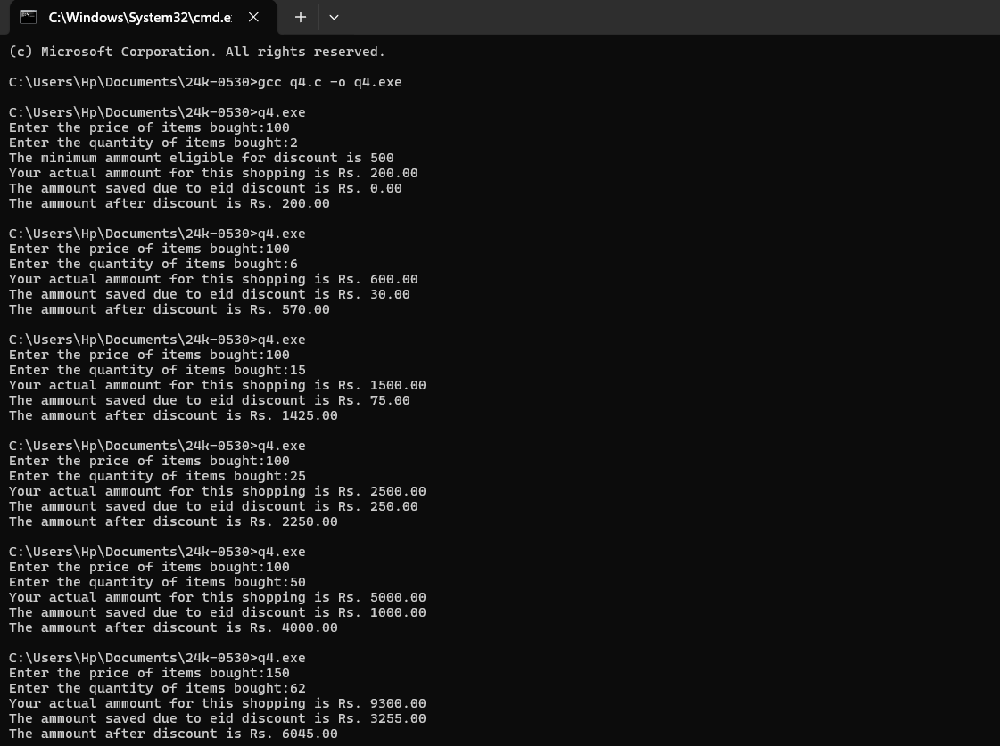 C:\Windows\System32\cmd.e
(c) Microsoft Corporation. All rights reserved.
C:\Users\Hp\Documents\24k-0530>gcc q4.c -o q4.exe
C:\Users\Hp\Documents\24k-0530>q4.exe
Enter the price of items bought:100
Enter the quantity of items bought:2
The minimum ammount eligible for discount is 500
Your actual ammount for this shopping is Rs. 200.00
The ammount saved due to eid discount is Rs. 0.00
The ammount after discount is Rs. 200.00
C:\Users\Hp\Documents\24k-0530>q4.exe
Enter the price of items bought:100
Enter the quantity of items bought:6
Your actual ammount for this shopping is Rs. 600.00
The ammount saved due to eid discount is Rs. 30.00
The ammount after discount is Rs. 570.00
C:\Users\Hp\Documents\24k-0530>q4.exe
Enter the price of items bought:100
Enter the quantity of items bought:15
Your actual ammount for this shopping is Rs. 1500.00
The ammount saved due to eid discount is Rs. 75.00
The ammount after discount is Rs. 1425.00
C:\Users\Hp\Documents\24k-0530>q4.exe
Enter the price of items bought:100
Enter the quantity of items bought:25
Your actual ammount for this shopping is Rs. 2500.00
The ammount saved due to eid discount is Rs. 250.00
The ammount after discount is Rs. 2250.00
C:\Users\Hp\Documents\24k-0530>q4.exe
Enter the price of items bought:100
Enter the quantity of items bought:50
Your actual ammount for this shopping is Rs. 5000.00
The ammount saved due to eid discount is Rs. 1000.00
The ammount after discount is Rs. 4000.00
C:\Users\Hp\Documents\24k-0530>q4.exe
Enter the price of items bought:150
Enter the quantity of items bought:62
Your actual ammount for this shopping is Rs. 9300.00
The ammount saved due to eid discount is Rs. 3255.00
The ammount after discount is Rs. 6045.00